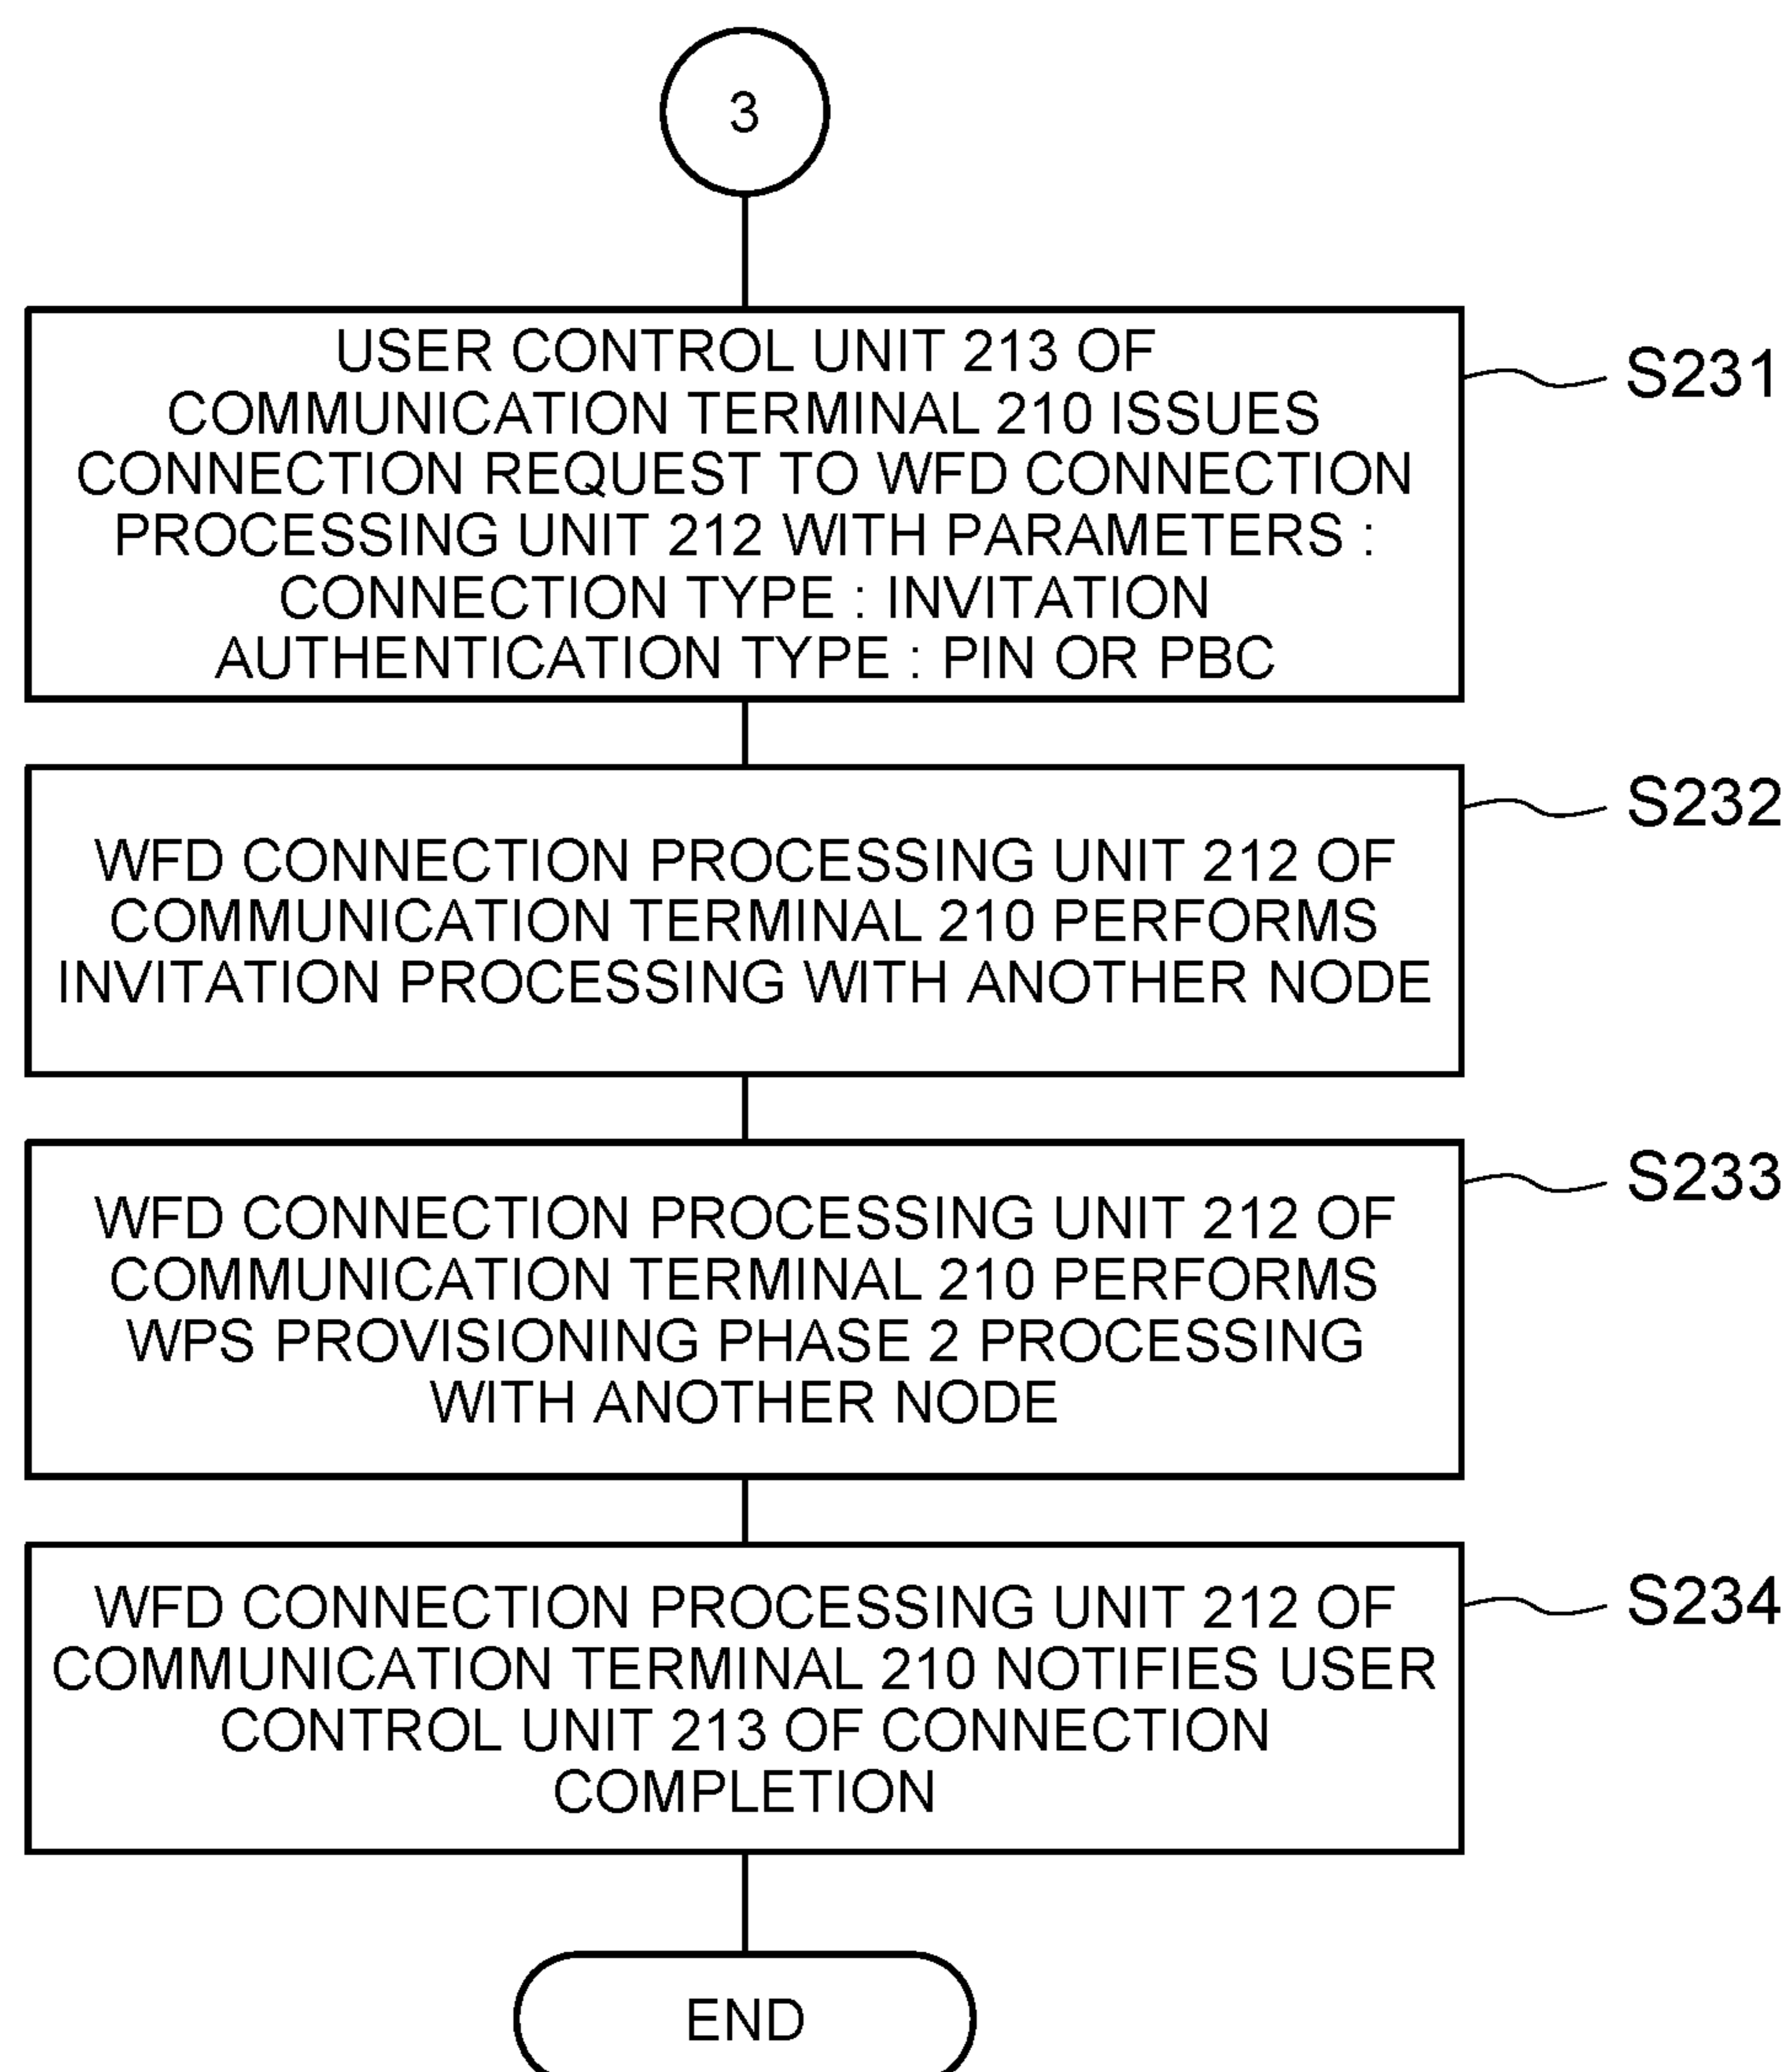 3
USER CONTROL UNIT 213 OF
COMMUNICATION TERMINAL 210 ISSUES
CONNECTION REQUEST TO WFD CONNECTION
PROCESSING UNIT 212 WITH PARAMETERS :
CONNECTION TYPE : INVITATION
AUTHENTICATION TYPE : PIN OR PBC
S231
WFD CONNECTION PROCESSING UNIT 212 OF
COMMUNICATION TERMINAL 210 PERFORMS
INVITATION PROCESSING WITH ANOTHER NODE
S232
WFD CONNECTION PROCESSING UNIT 212 OF
COMMUNICATION TERMINAL 210 PERFORMS
WPS PROVISIONING PHASE 2 PROCESSING
WITH ANOTHER NODE
S233
WFD CONNECTION PROCESSING UNIT 212 OF
COMMUNICATION TERMINAL 210 NOTIFIES USER
CONTROL UNIT 213 OF CONNECTION
COMPLETION
S234
END